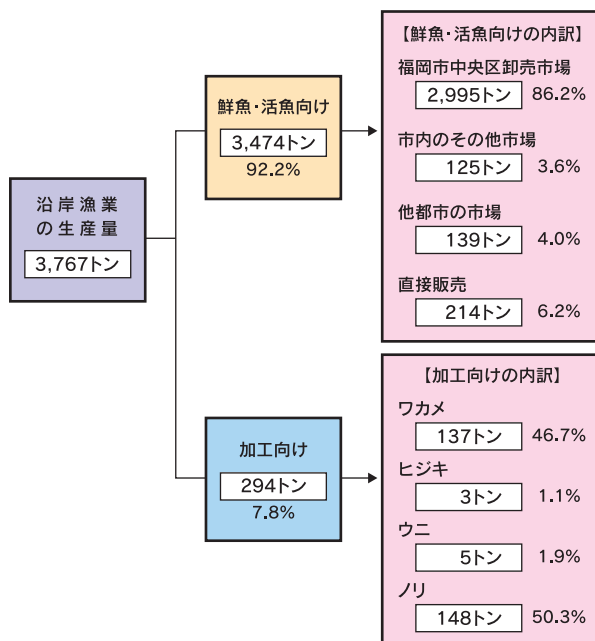 沿岸漁業
の生産量
3,767トン
鮮魚・活魚向け
3,474トン
92.2%
加工向け
294トン
7.8%
【鮮魚・活魚向けの内訳】
福岡市中央区卸売市場
2,995トン 86.2%
市内のその他市場
125トン 3.6%
他都市の市場
139トン 4.0%
直接販売
214トン 6.2%
【加工向けの内訳】
ワカメ
137トン 46.7%
ヒジキ
3トン 1.1%
ウニ
5トン 1.9%
ノリ
148トン 50.3%